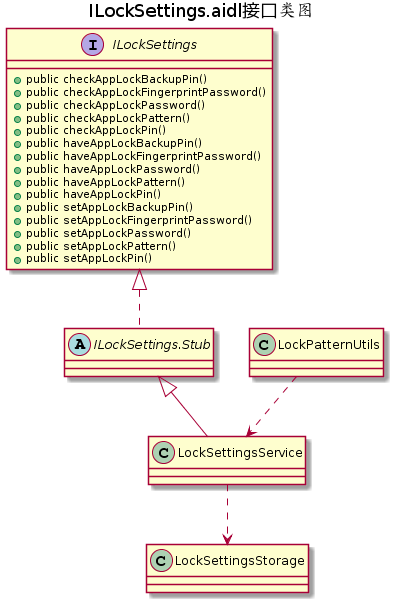 ILockSettings.aidl接口类图
I ILockSettings
public checkAppLockBackupPin()
public checkAppLockFingerprintPassword()
public checkAppLockPassword()
public checkAppLockPattern()
public checkAppLockPin()
public haveAppLockBackupPin()
public haveAppLockFingerprintPassword()
public haveAppLockPassword()
public haveAppLockPattern()
public haveAppLockPin()
public setAppLockBackupPin()
public setAppLockFingerprintPassword()
public setAppLockPassword()
public setAppLockPattern()
public setAppLockPin()
A ILockSettings.Stub
C LockPatternUtils
C LockSettingsService
C LockSettingsStorage